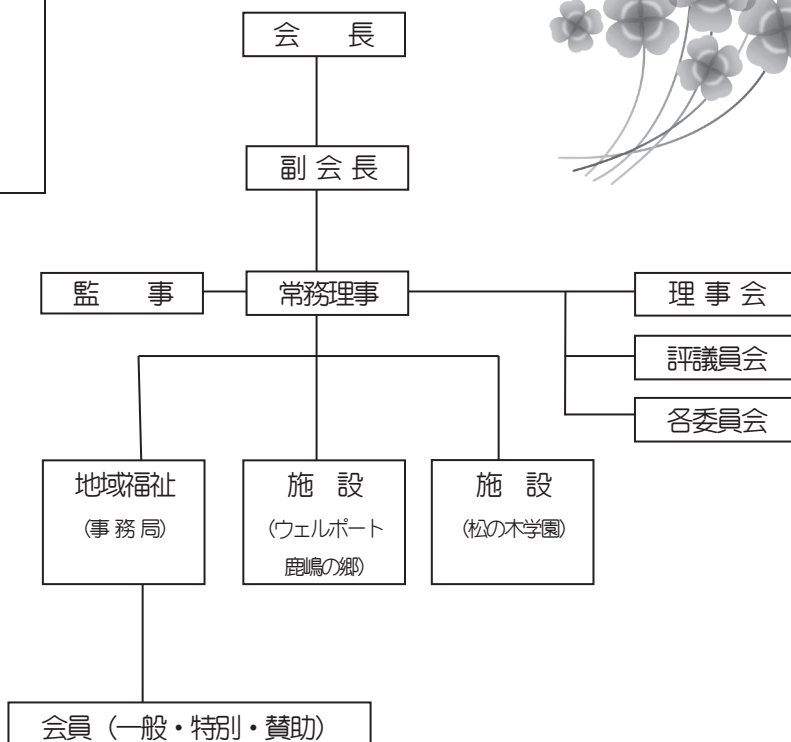 会　長
副 会 長
監　事
常務理事
理 事 会
評議員会
各委員会
地域福祉
（事 務 局）
施　設
（ウェルポート
鹿嶋の郷）
施　設
（松の木学園）
会員（一般・特別・賛助）